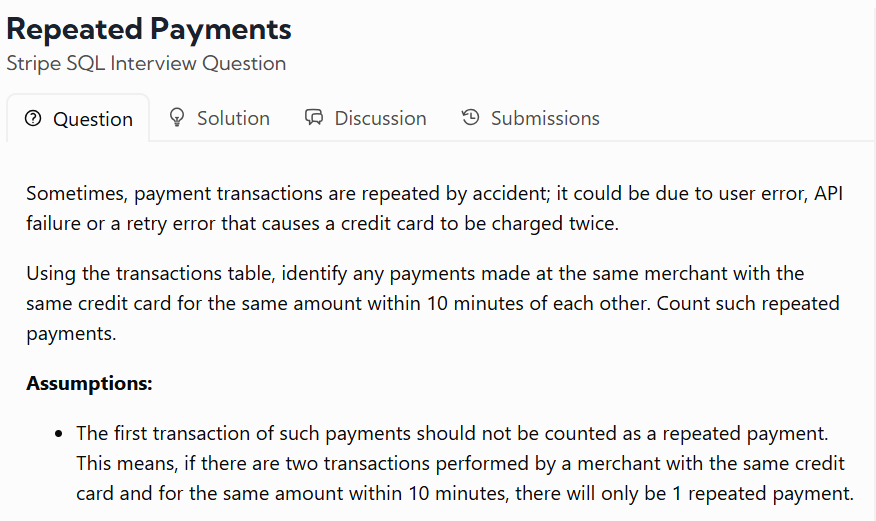 Repeated Payments
Stripe SQL Interview Question
Question Solution Discussion Submissions
Sometimes, payment transactions are repeated by accident; it could be due to user error, API
failure or a retry error that causes a credit card to be charged twice.
Using the transactions table, identify any payments made at the same merchant with the
same credit card for the same amount within 10 minutes of each other. Count such repeated
payments.
Assumptions:
• The first transaction of such payments should not be counted as a repeated payment.
This means, if there are two transactions performed by a merchant with the same credit
card and for the same amount within 10 minutes, there will only be 1 repeated payment.